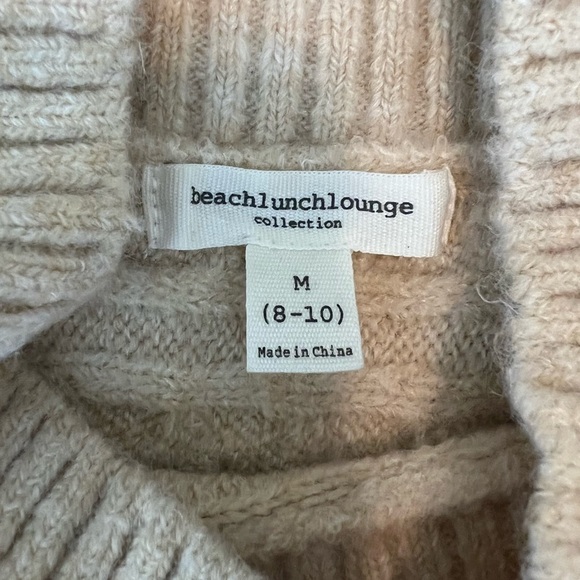 beachlunchlounge
collection
M
(8-10)
Made in China